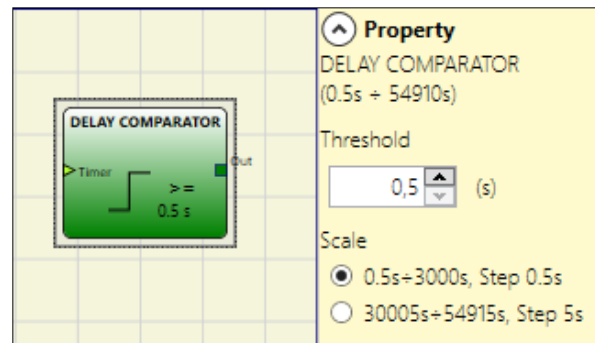 DELAY COMPARATOR
Timer
Out
>=
0.5 s
Property
DELAY COMPARATOR
(0.5s ÷ 54910s)
Threshold
0,5 (s)
Scale
0.5s÷3000s, Step 0.5s
30005s÷54915s, Step 5s